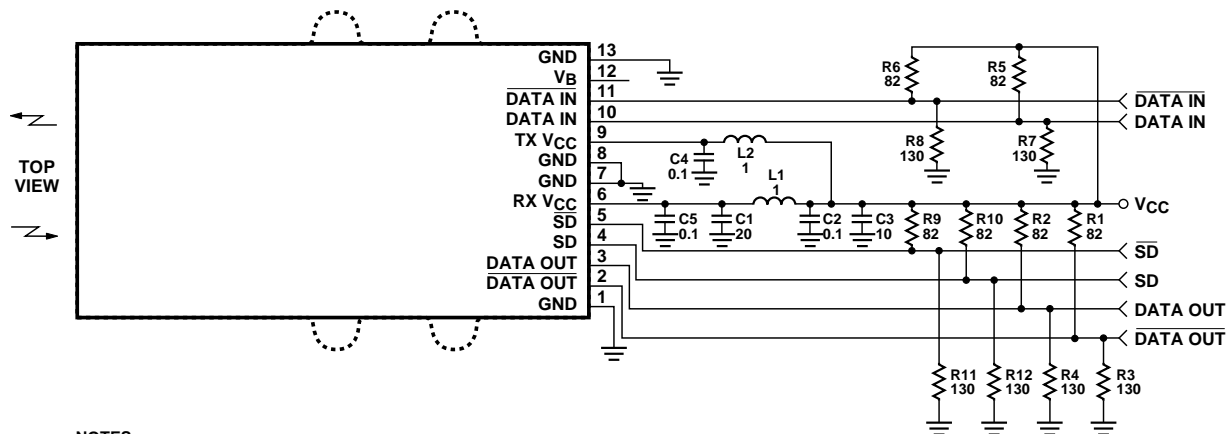 GND 13
VB 12
DATA IN 11
DATA IN 10
TX VCC 9
GND 8
GND 7
RX VCC 6
SD 5
SD 4
DATA OUT 3
DATA OUT 2
GND 1
TOP
VIEW
R6
82
R5
82
DATA IN
DATA IN
R8
130
R7
130
C4
0.1
L2
1
L1
1
VCC
C5
0.1
C1
20
C2
0.1
C3
10
R9
82
R10
82
R2
82
R1
82
SD
SD
DATA OUT
DATA OUT
R11
130
R12
130
R4
130
R3
130